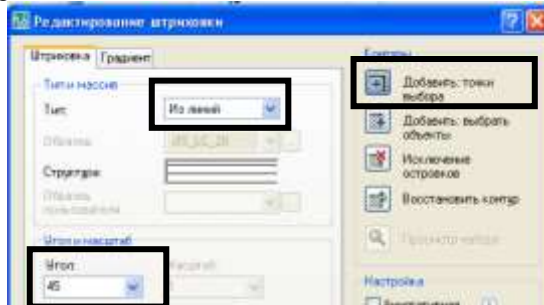 Редактирование штриховки
Штриховка Градиент
Контуры
Тип и массив
Тип: Из линий
Добавить: точки
выбора
Образец:
Добавить: выбрать
объекты
Структура:
Исключение
островков
Образец
пользователя:
Восстановить контур
Угол и масштаб
Просмотр набора
Угол: Масштаб:
45
Настройка